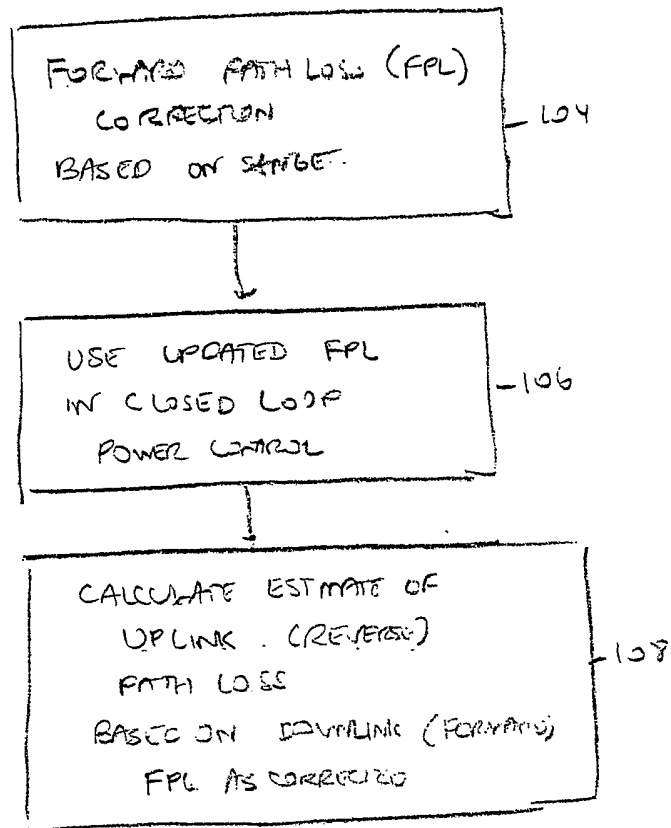 FORWARD PATH LOSS (FPL)
CORRECTION
BASED ON RANGE.
104
USE UPDATED FPL
IN CLOSED LOOP
POWER CONTROL
106
CALCULATE ESTIMATE OF
UPLINK (REVERSE)
PATH LOSS
BASED ON DOWNLINK (FORWARD)
FPL AS CORRECTED
108